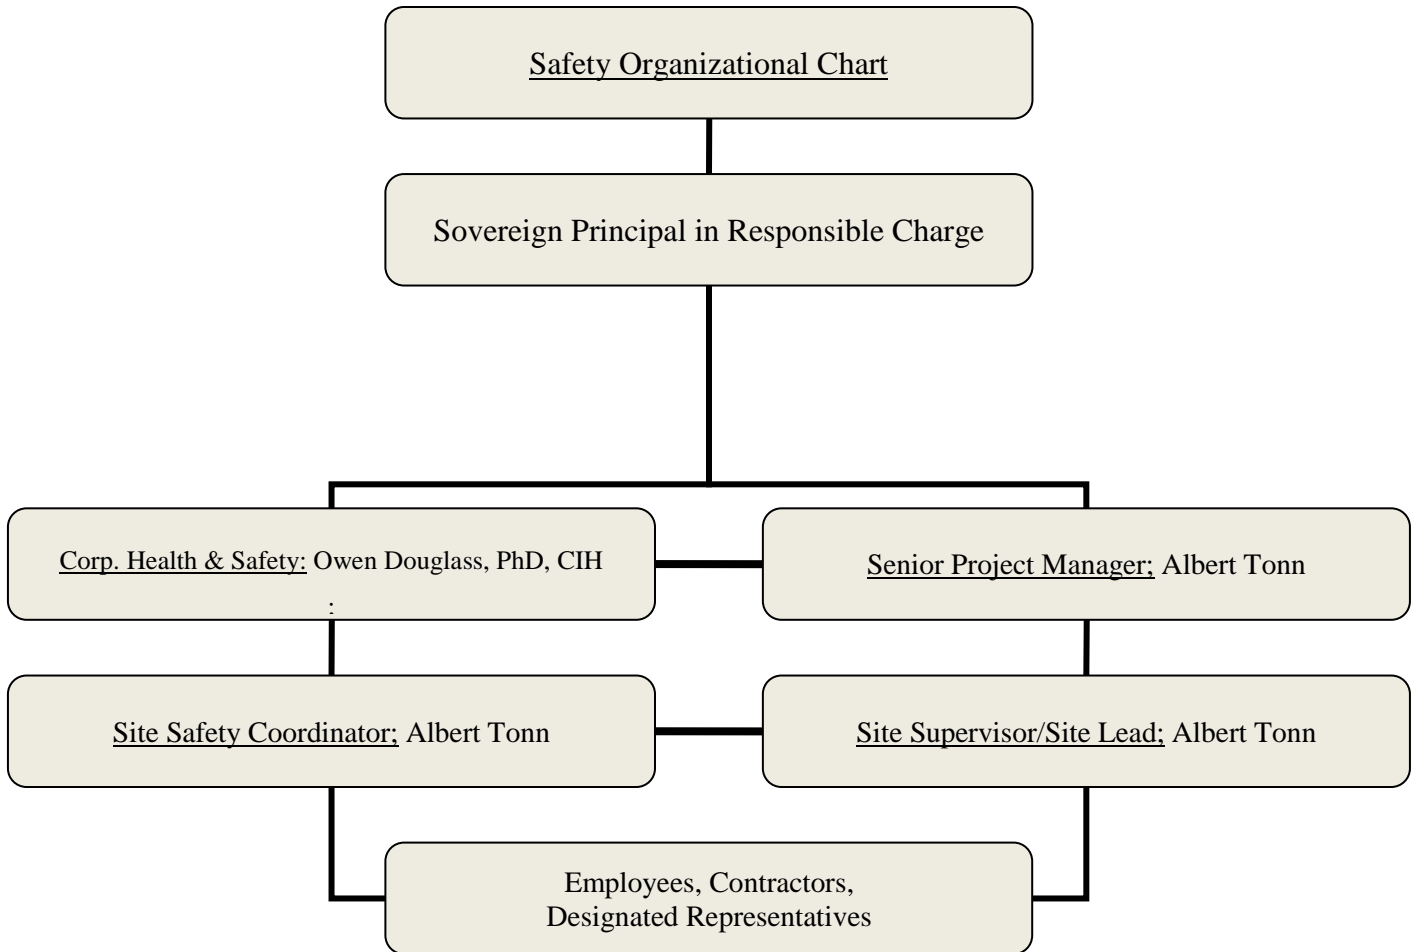 Safety Organizational Chart
Sovereign Principal in Responsible Charge
Corp. Health & Safety: Owen Douglass, PhD, CIH
:
Senior Project Manager; Albert Tonn
Site Safety Coordinator; Albert Tonn
Site Supervisor/Site Lead; Albert Tonn
Employees, Contractors,
Designated Representatives